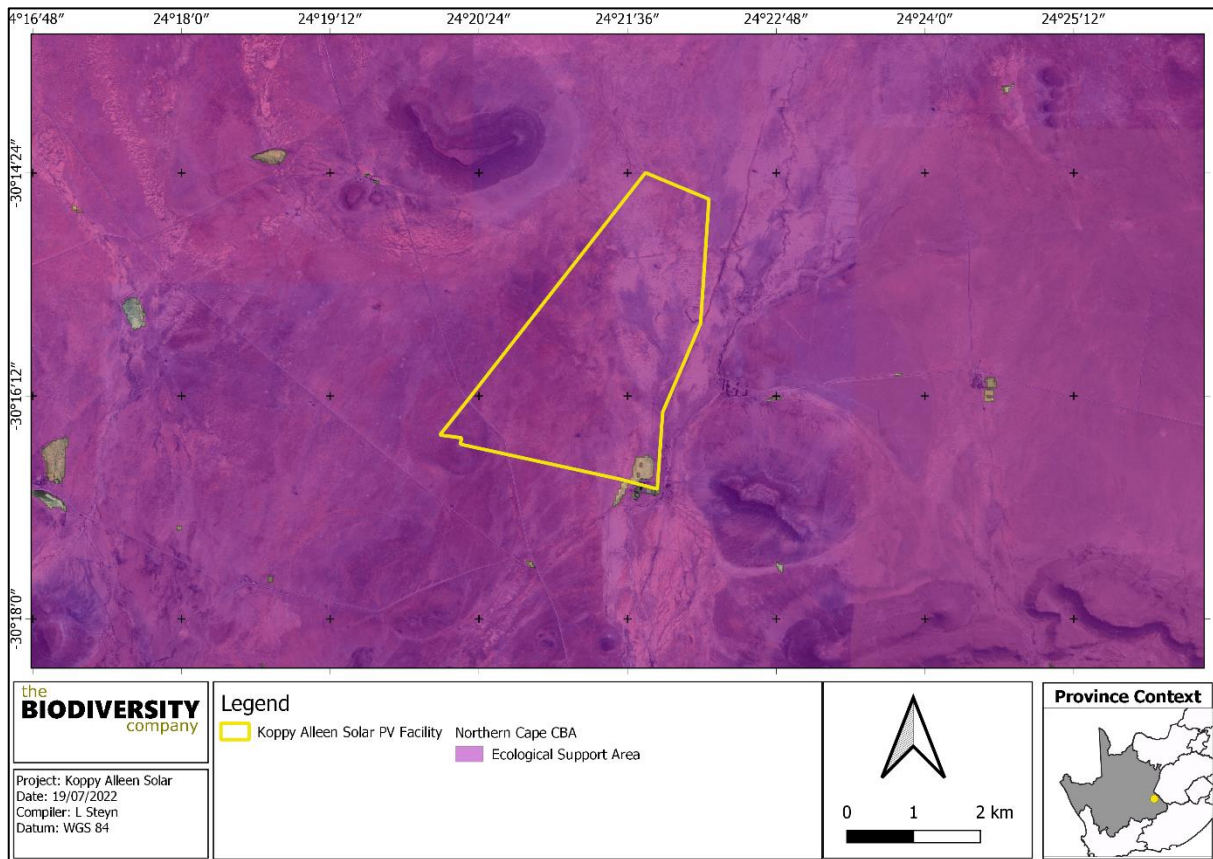 4°16′48″ 24°18′0″ 24°19′12″ 24°20′24″ 24°21′36″ 24°22′48″ 24°24′0″ 24°25′12″
-30°14′24″
-30°16′12″
-30°18′0″
the
BIODIVERSITY
company
Project: Koppy Alleen Solar
Date: 19/07/2022
Compiler: L Steyn
Datum: WGS 84
Legend
Koppy Alleen Solar PV Facility
Northern Cape CBA
Ecological Support Area
0 1 2 km
Province Context